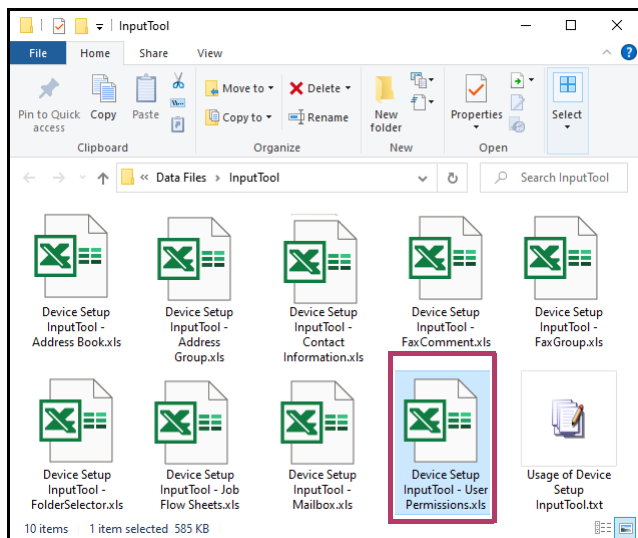 InputTool
File Home Share View
Pin to Quick access
Copy
Paste
Move to
Copy to
Delete
Rename
New folder
Properties
Select
Clipboard Organize New Open
« Data Files › InputTool
Search InputTool
Device Setup
InputTool -
Address Book.xls
Device Setup
InputTool -
Address
Group.xls
Device Setup
InputTool -
Contact
Information.xls
Device Setup
InputTool -
FaxComment.xls
Device Setup
InputTool -
FaxGroup.xls
Device Setup
InputTool -
FolderSelector.xls
Device Setup
InputTool - Job
Flow Sheets.xls
Device Setup
InputTool -
Mailbox.xls
Device Setup
InputTool - User
Permissions.xls
Usage of Device
Setup
InputTool.txt
10 items 1 item selected 585 KB